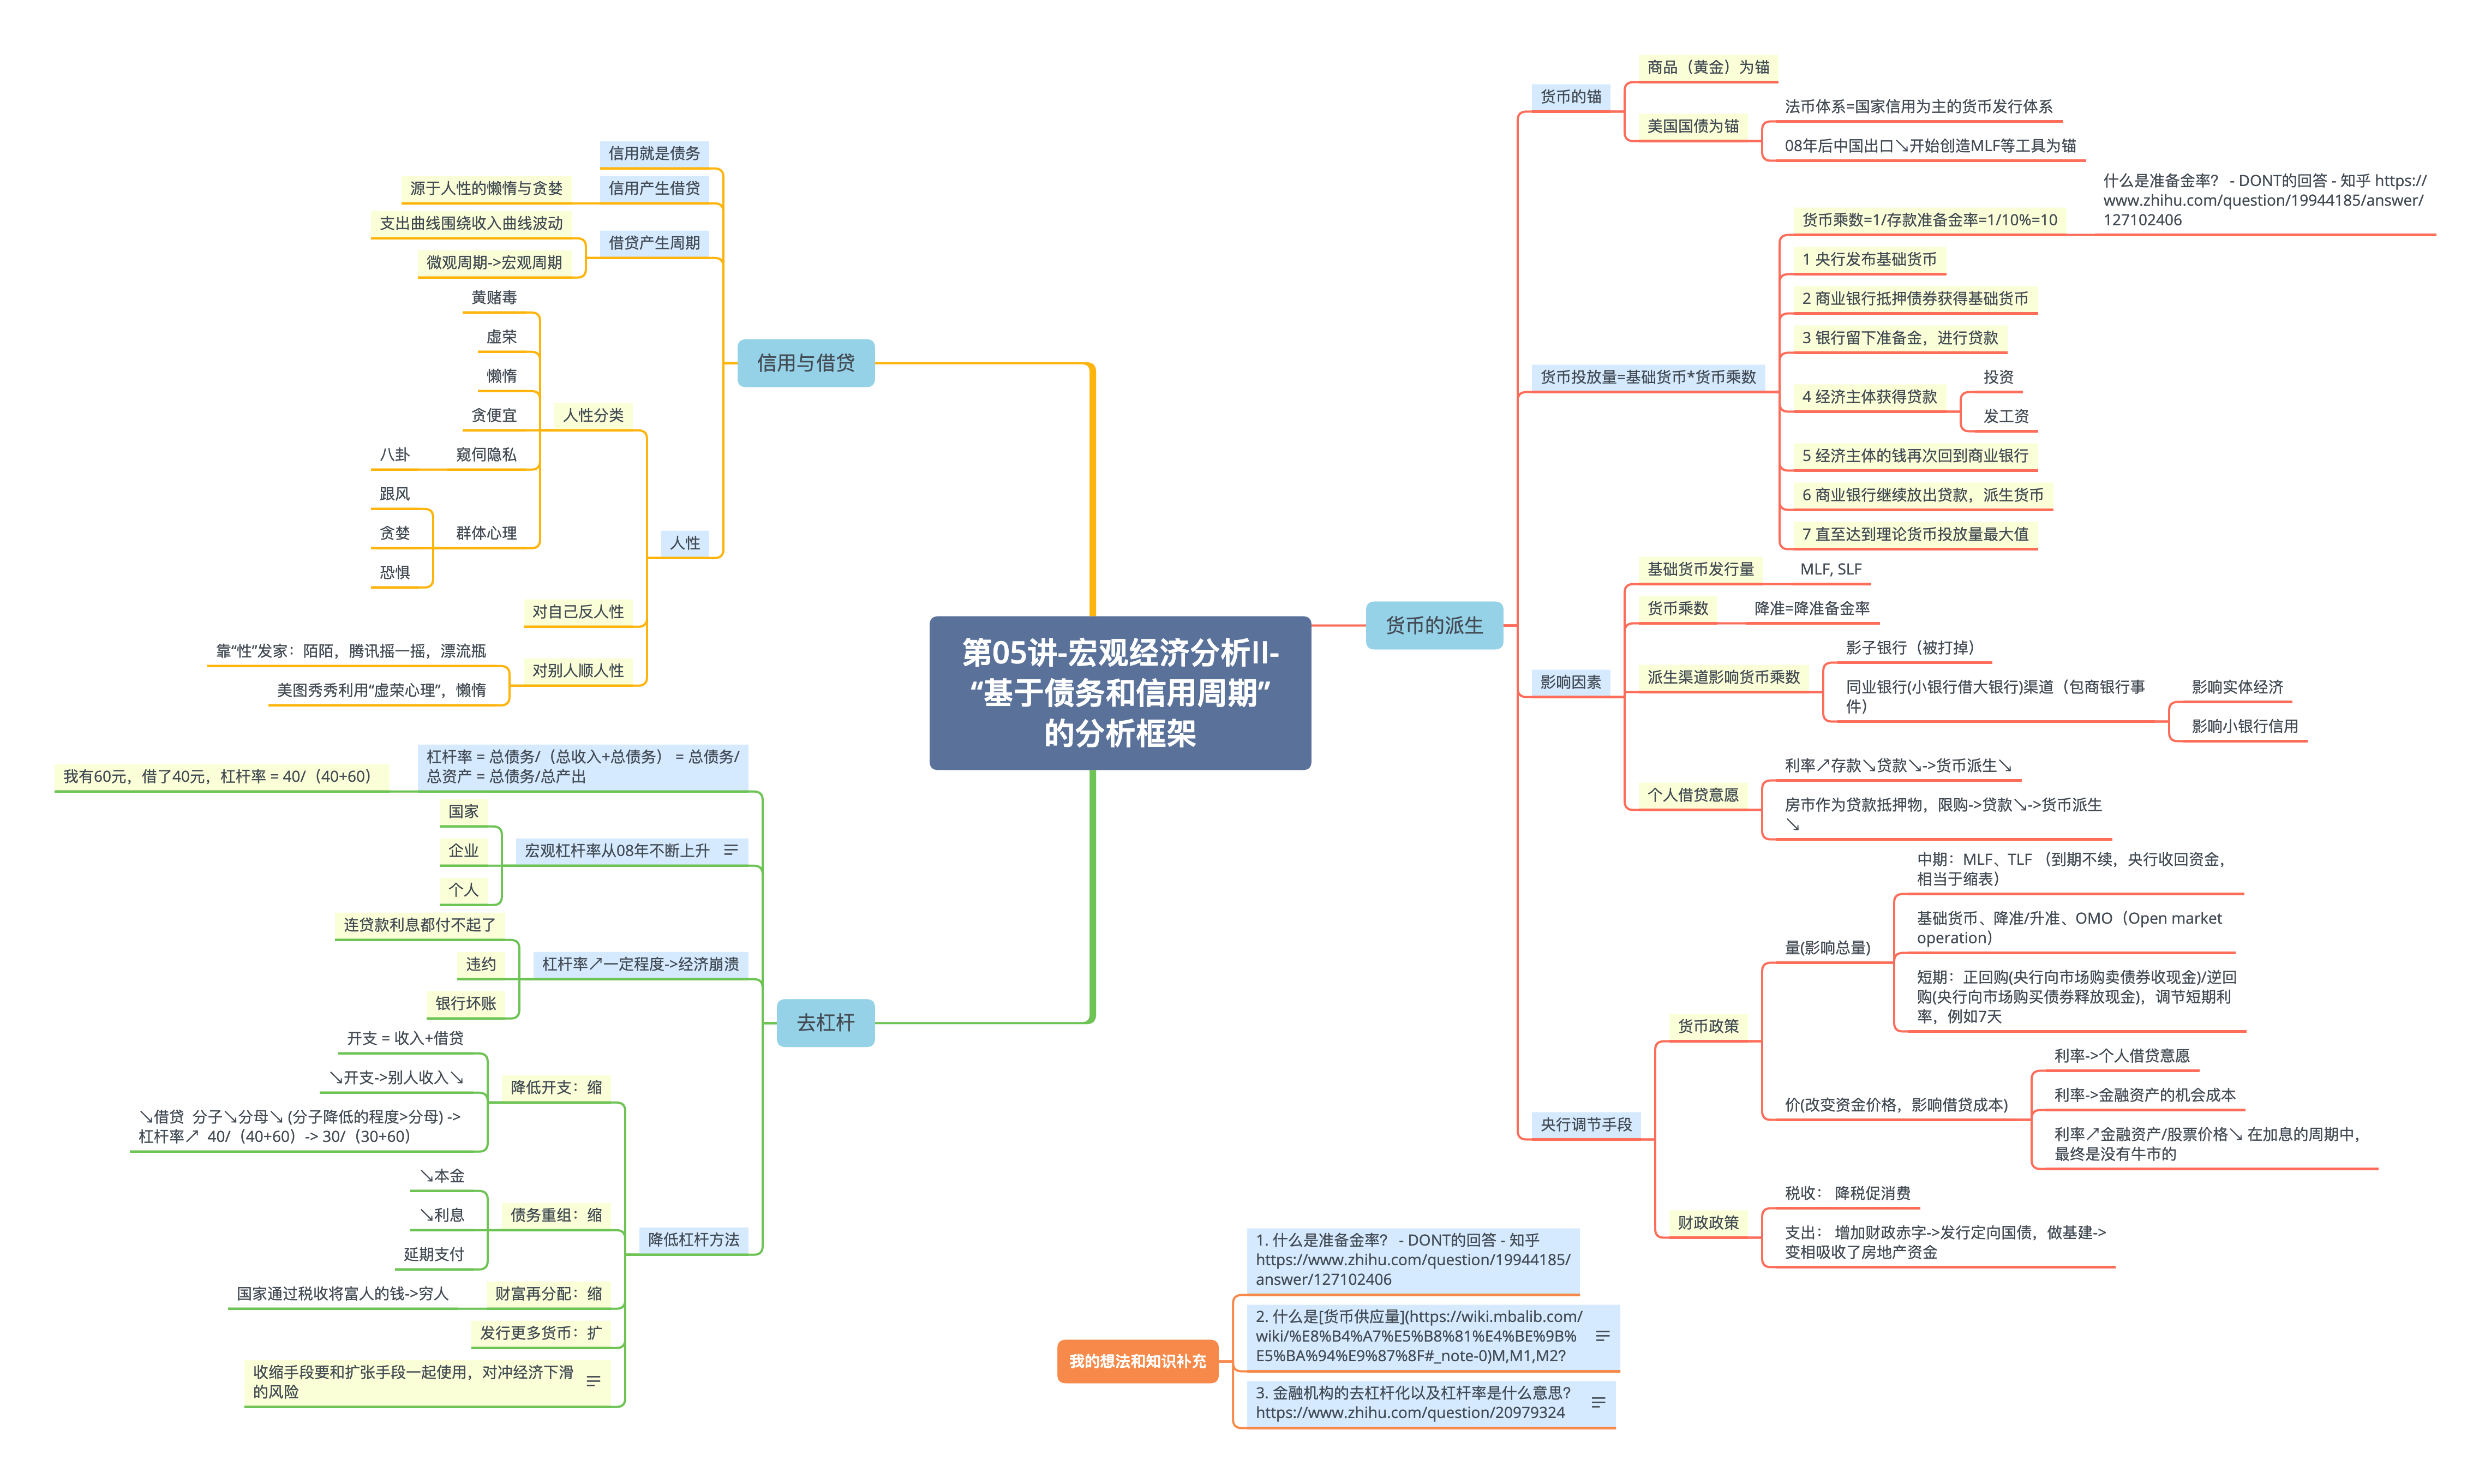 第05讲-宏观经济分析II-
“基于债务和信用周期”
的分析框架
信用与借贷
信用就是债务
信用产生借贷
源于人性的懒惰与贪婪
借贷产生周期
支出曲线围绕收入曲线波动
微观周期->宏观周期
人性
人性分类
黄赌毒
虚荣
懒惰
贪便宜
窥伺隐私
八卦
群体心理
跟风
贪婪
恐惧
对自己反人性
对别人顺人性
靠“性”发家：陌陌，腾讯摇一摇，漂流瓶
美图秀秀利用“虚荣心理”，懒惰
去杠杆
杠杆率 = 总债务/（总收入+总债务） = 总债务/
总资产 = 总债务/总产出
我有60元，借了40元，杠杆率 = 40/（40+60）
宏观杠杆率从08年不断上升
国家
企业
个人
杠杆率↗一定程度->经济崩溃
连贷款利息都付不起了
违约
银行坏账
降低杠杆方法
降低开支：缩
开支 = 收入+借贷
↘开支->别人收入↘
↘借贷 分子↘分母↘ (分子降低的程度>分母) ->
杠杆率↗ 40/（40+60）-> 30/（30+60）
债务重组：缩
↘本金
↘利息
延期支付
财富再分配：缩
国家通过税收将富人的钱->穷人
发行更多货币：扩
收缩手段要和扩张手段一起使用，对冲经济下滑
的风险
货币的派生
货币的锚
商品（黄金）为锚
美国国债为锚
法币体系=国家信用为主的货币发行体系
08年后中国出口↘开始创造MLF等工具为锚
货币投放量=基础货币*货币乘数
货币乘数=1/存款准备金率=1/10%=10
什么是准备金率？ - DONT的回答 - 知乎 https://
www.zhihu.com/question/19944185/answer/
127102406
1 央行发布基础货币
2 商业银行抵押债券获得基础货币
3 银行留下准备金，进行贷款
4 经济主体获得贷款
投资
发工资
5 经济主体的钱再次回到商业银行
6 商业银行继续放出贷款，派生货币
7 直至达到理论货币投放量最大值
影响因素
基础货币发行量
MLF, SLF
货币乘数
降准=降准备金率
派生渠道影响货币乘数
影子银行（被打掉）
同业银行(小银行借大银行)渠道（包商银行事
件）
影响实体经济
影响小银行信用
个人借贷意愿
利率↗存款↘贷款↘->货币派生↘
房市作为贷款抵押物，限购->贷款↘->货币派生
↘
央行调节手段
货币政策
量(影响总量)
中期：MLF、TLF （到期不续，央行收回资金，
相当于缩表）
基础货币、降准/升准、OMO（Open market
operation）
短期：正回购(央行向市场购卖债券收现金)/逆回
购(央行向市场购买债券释放现金)，调节短期利
率，例如7天
价(改变资金价格，影响借贷成本)
利率->个人借贷意愿
利率->金融资产的机会成本
利率↗金融资产/股票价格↘ 在加息的周期中，
最终是没有牛市的
财政政策
税收： 降税促消费
支出： 增加财政赤字->发行定向国债，做基建->
变相吸收了房地产资金
我的想法和知识补充
1. 什么是准备金率？ - DONT的回答 - 知乎
https://www.zhihu.com/question/19944185/
answer/127102406
2. 什么是[货币供应量](https://wiki.mbalib.com/
wiki/%E8%B4%A7%E5%B8%81%E4%BE%9B%
E5%BA%94%E9%87%8F#_note-0)M,M1,M2?
3. 金融机构的去杠杆化以及杠杆率是什么意思？
https://www.zhihu.com/question/20979324